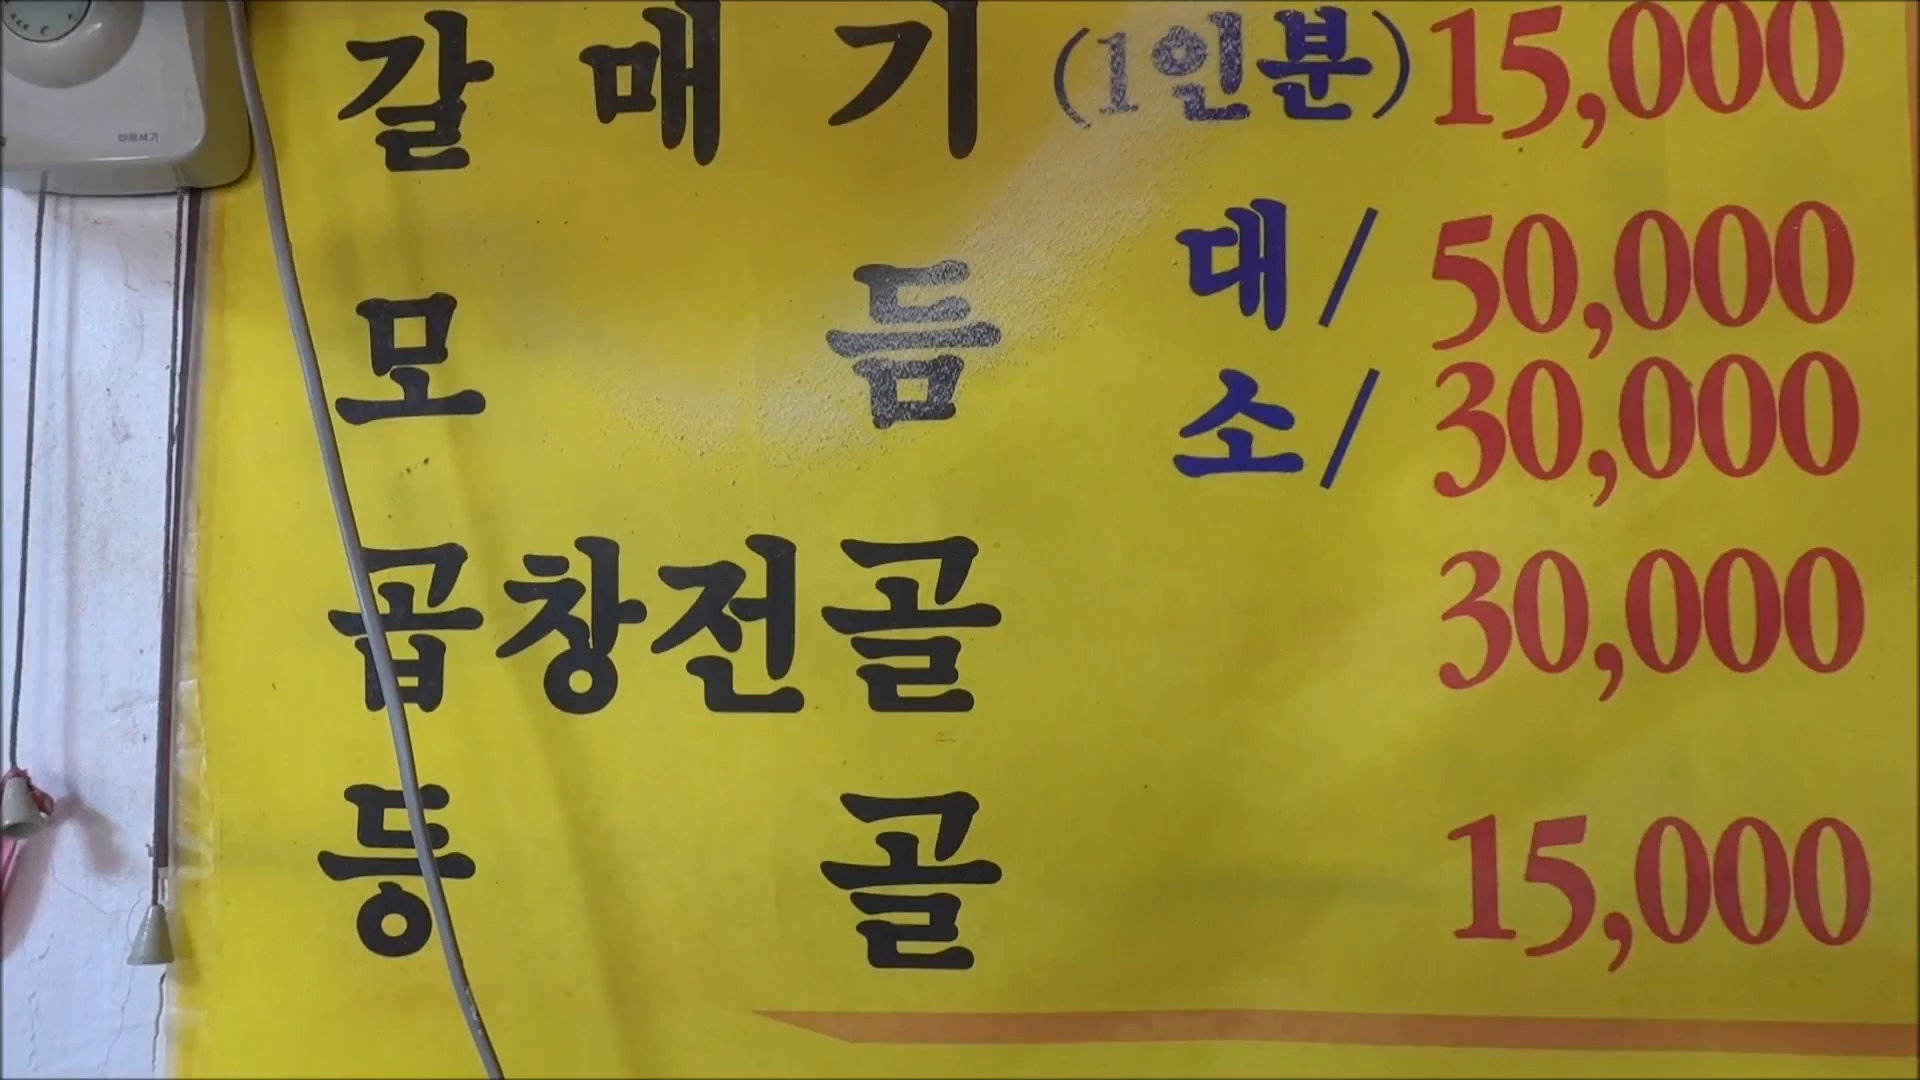 갈매기 (1인분) 15,000
모듬 대/ 50,000
소/ 30,000
곱창전골 30,000
등골 15,000